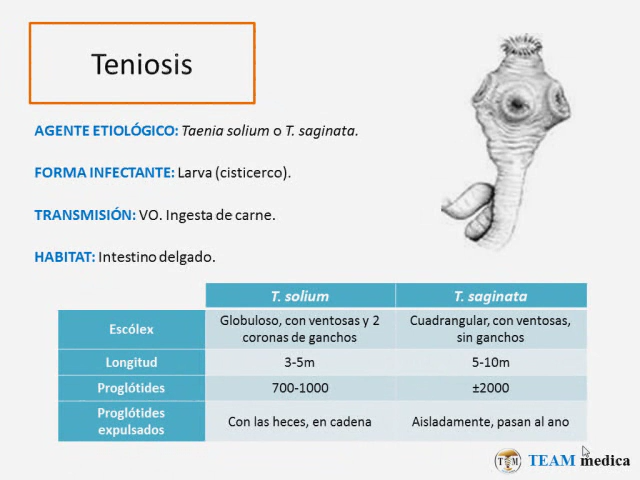 Teniosis
AGENTE ETIOLÓGICO: Taenia solium o T. saginata.
FORMA INFECTANTE: Larva (cisticerco).
TRANSMISIÓN: VO. Ingesta de carne.
HABITAT: Intestino delgado.
T. solium T. saginata
Escólex Globuloso, con ventosas y 2 coronas de ganchos Cuadrangular, con ventosas, sin ganchos
Longitud 3-5m 5-10m
Proglótides 700-1000 ±2000
Proglótides expulsados Con las heces, en cadena Aisladamente, pasan al ano
TM TEAM medica